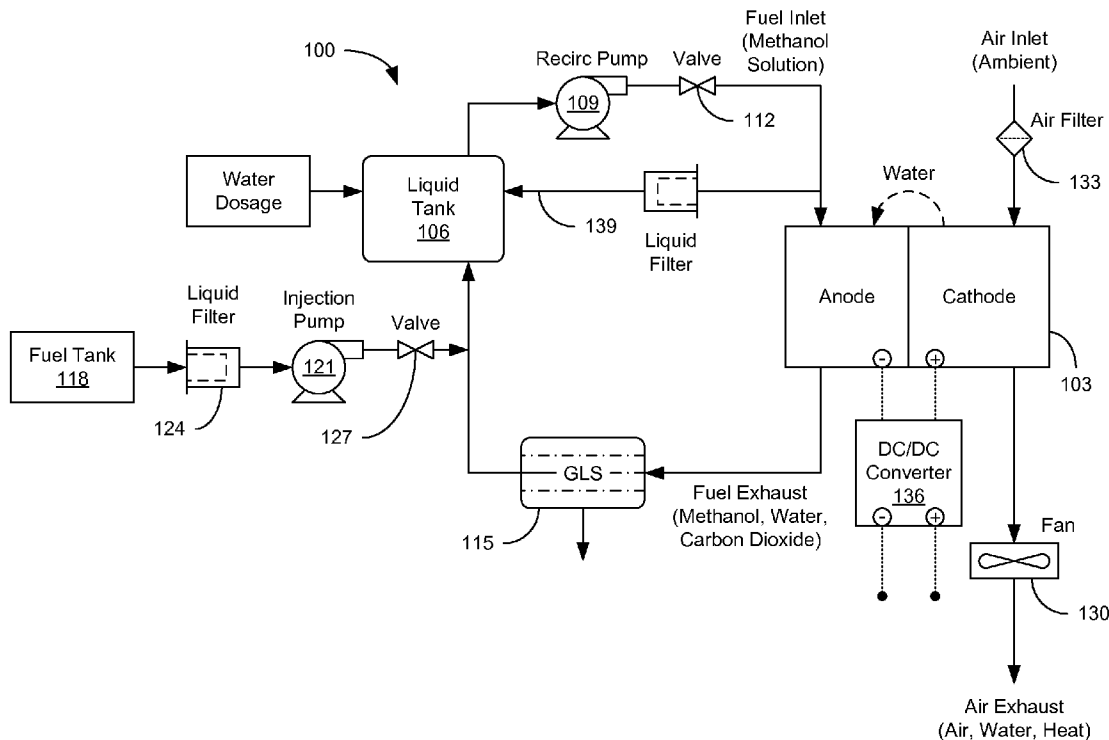 100
Recirc Pump
109
Valve
112
Fuel Inlet
(Methanol
Solution)
Air Inlet
(Ambient)
Air Filter
133
Water
Dosage
Liquid
Tank
106
139
Liquid
Filter
Water
Anode
Cathode
-
+
103
Fuel Tank
118
Liquid
Filter
124
Injection
Pump
121
Valve
127
GLS
115
Fuel Exhaust
(Methanol, Water,
Carbon Dioxide)
DC/DC
Converter
136
-
+
Fan
130
Air Exhaust
(Air, Water, Heat)